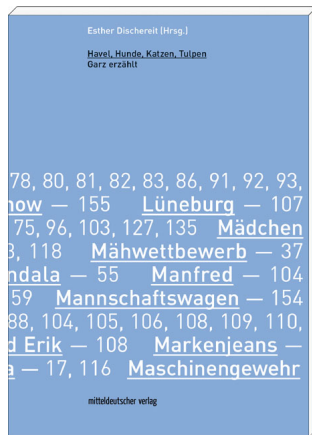 Esther Dischereit (Hrsg.)
Havel, Hunde, Katzen, Tulpen
Garz erzählt
78, 80, 81, 82, 83, 86, 91, 92, 93,
now — 155 Lüneburg — 107
75, 96, 103, 127, 135 Mädchen
3, 118 Mähwettbewerb — 37
ndala — 55 Manfred — 104
59 Mannschaftswagen — 154
88, 104, 105, 106, 108, 109, 110,
d Erik — 108 Markenjeans —
a — 17, 116 Maschinengewehr
mitteldeutscher verlag